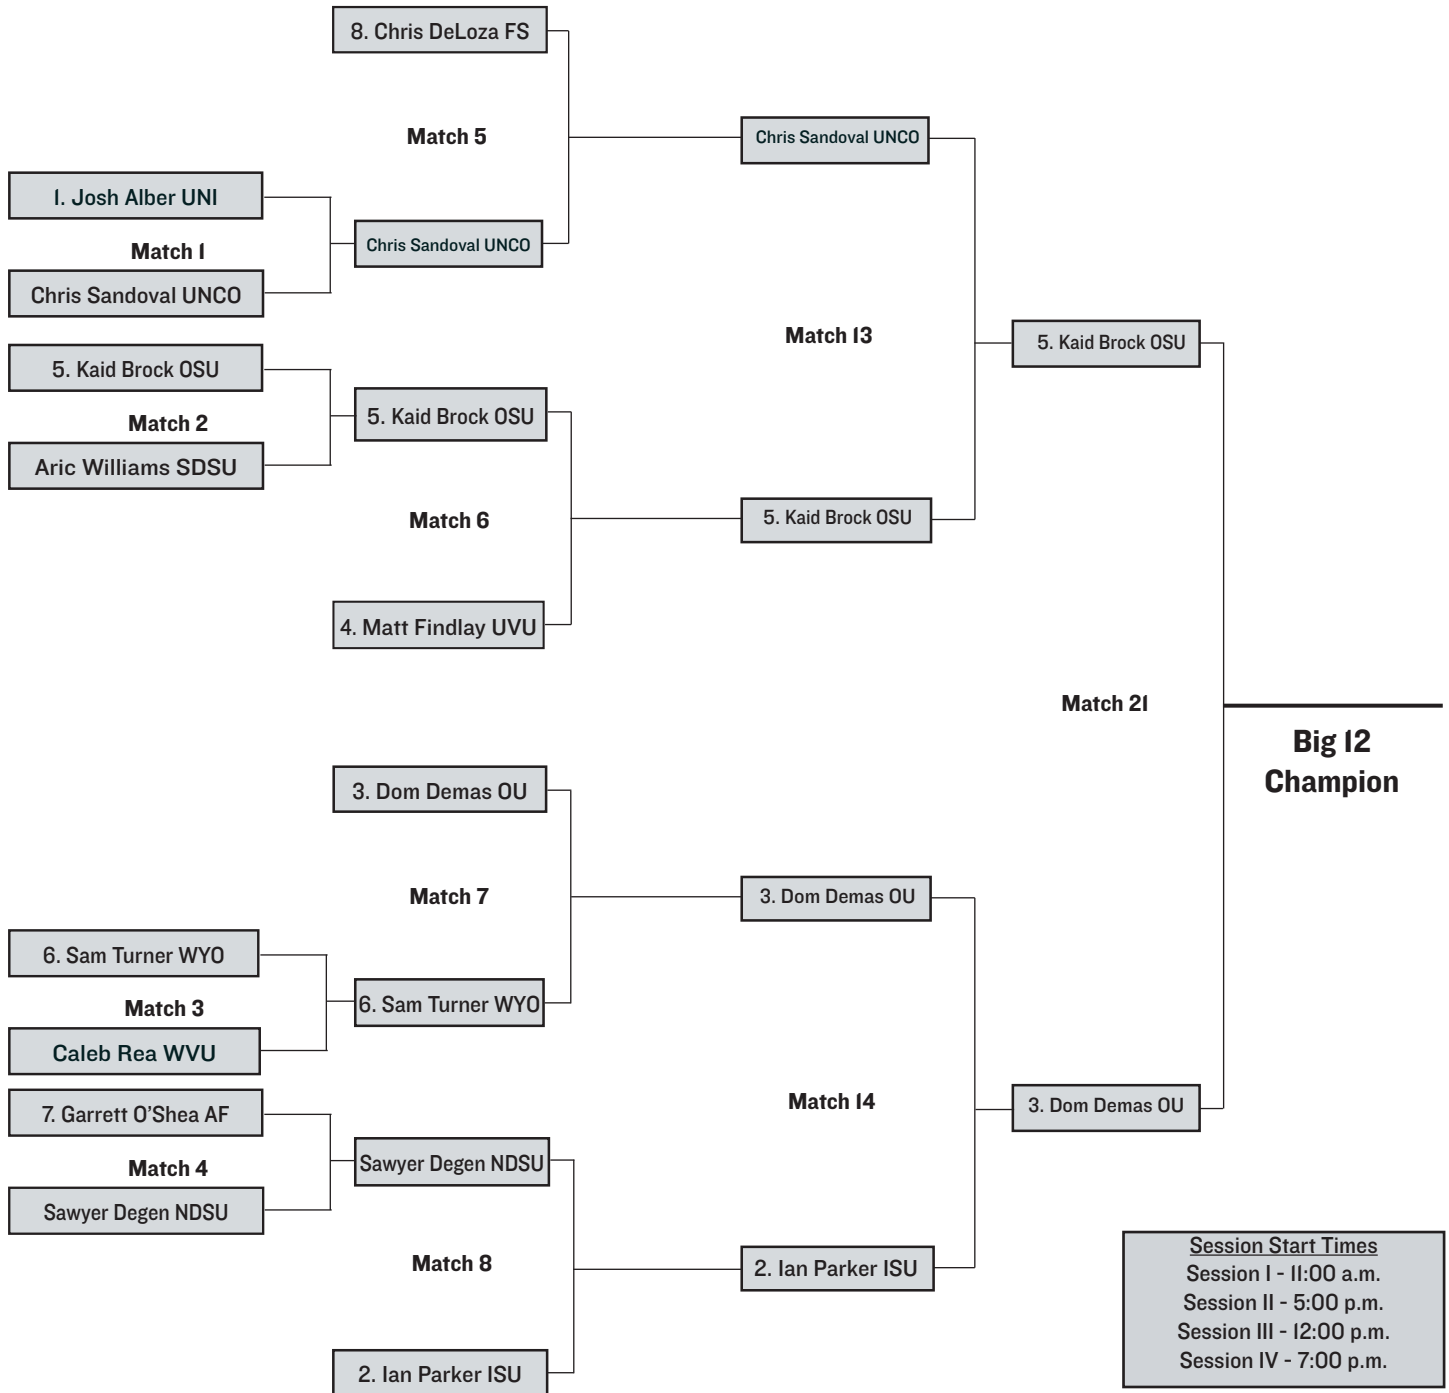 8. Chris DeLoza FS
Match 5
Chris Sandoval UNCO
1. Josh Alber UNI
Match 1
Chris Sandoval UNCO
Chris Sandoval UNCO
Match 13
5. Kaid Brock OSU
5. Kaid Brock OSU
Match 2
5. Kaid Brock OSU
Aric Williams SDSU
Match 6
5. Kaid Brock OSU
4. Matt Findlay UVU
Match 21
Big 12
Champion
3. Dom Demas OU
Match 7
3. Dom Demas OU
6. Sam Turner WYO
Match 3
6. Sam Turner WYO
Caleb Rea WVU
7. Garrett O'Shea AF
Match 14
3. Dom Demas OU
Match 4
Sawyer Degen NDSU
Sawyer Degen NDSU
Match 8
2. Ian Parker ISU
2. Ian Parker ISU
Session Start Times
Session I - 11:00 a.m.
Session II - 5:00 p.m.
Session III - 12:00 p.m.
Session IV - 7:00 p.m.